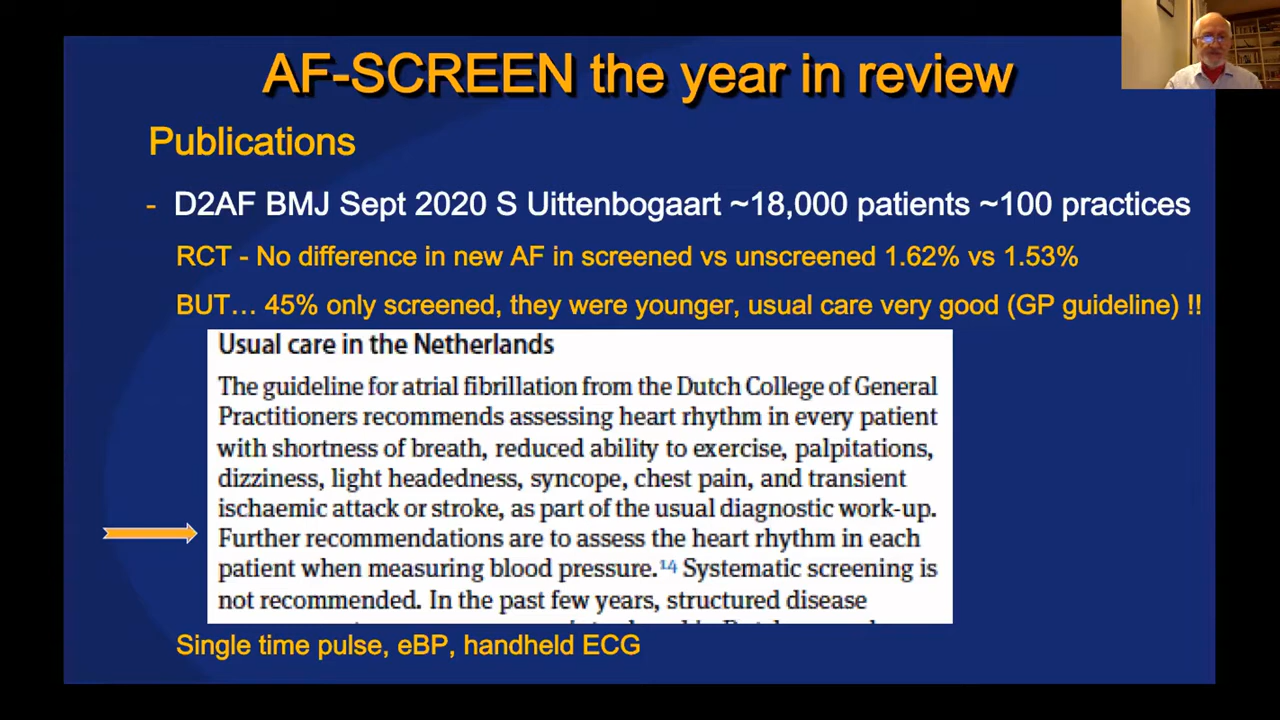 AF-SCREEN the year in review
Publications
- D2AF BMJ Sept 2020 S Uittenbogaart ~18,000 patients ~100 practices
RCT - No difference in new AF in screened vs unscreened 1.62% vs 1.53%
BUT... 45% only screened, they were younger, usual care very good (GP guideline) !!
Usual care in the Netherlands
The guideline for atrial fibrillation from the Dutch College of General
Practitioners recommends assessing heart rhythm in every patient
with shortness of breath, reduced ability to exercise, palpitations,
dizziness, light headedness, syncope, chest pain, and transient
ischaemic attack or stroke, as part of the usual diagnostic work-up.
Further recommendations are to assess the heart rhythm in each
patient when measuring blood pressure.¹⁴ Systematic screening is
not recommended. In the past few years, structured disease
Single time pulse, eBP, handheld ECG